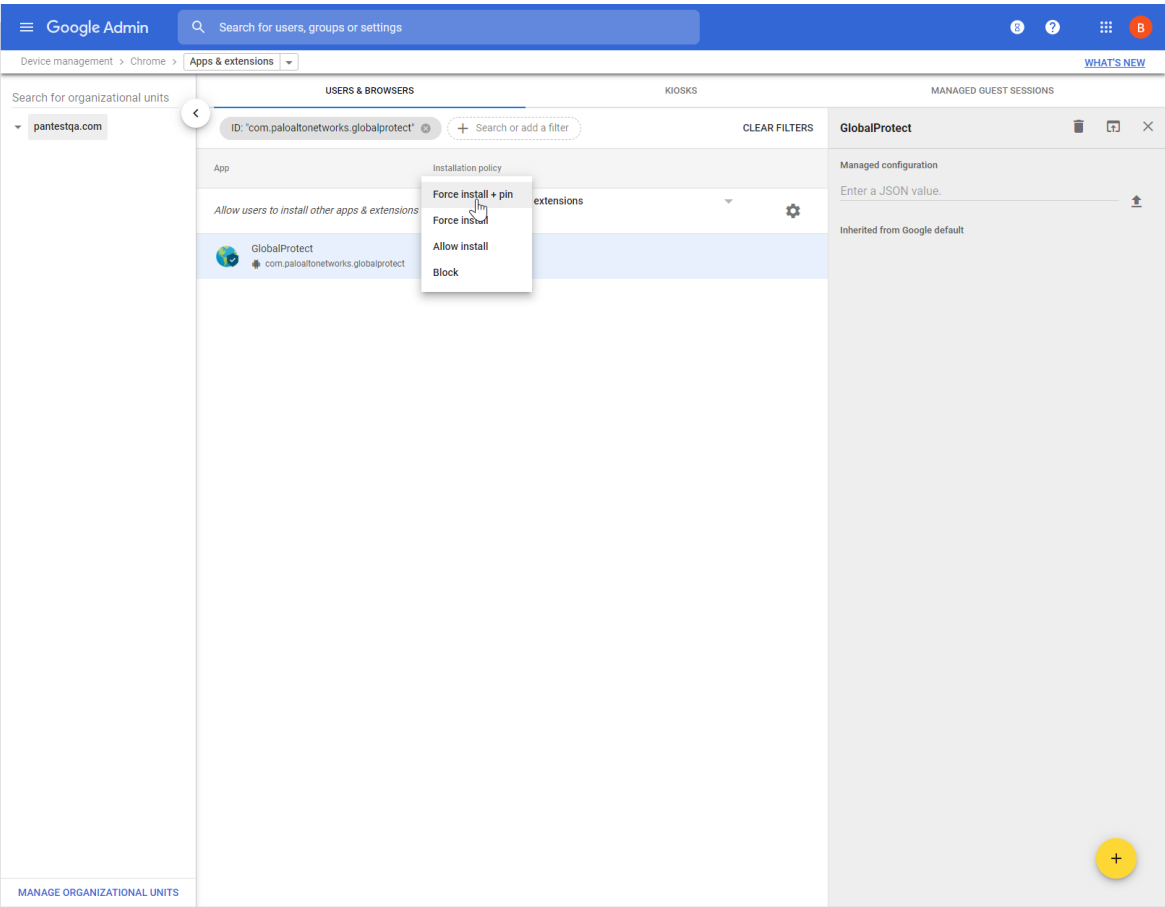 Google Admin
Search for users, groups or settings
B
Device management > Chrome > Apps & extensions
WHAT'S NEW
Search for organizational units
pantestqa.com
USERS & BROWSERS
KIOSKS
MANAGED GUEST SESSIONS
ID: "com.paloaltonetworks.globalprotect"
+ Search or add a filter
CLEAR FILTERS
App
Installation policy
Allow users to install other apps & extensions
extensions
GlobalProtect
com.paloaltonetworks.globalprotect
Force install + pin
Force install
Allow install
Block
GlobalProtect
Managed configuration
Enter a JSON value.
Inherited from Google default
MANAGE ORGANIZATIONAL UNITS